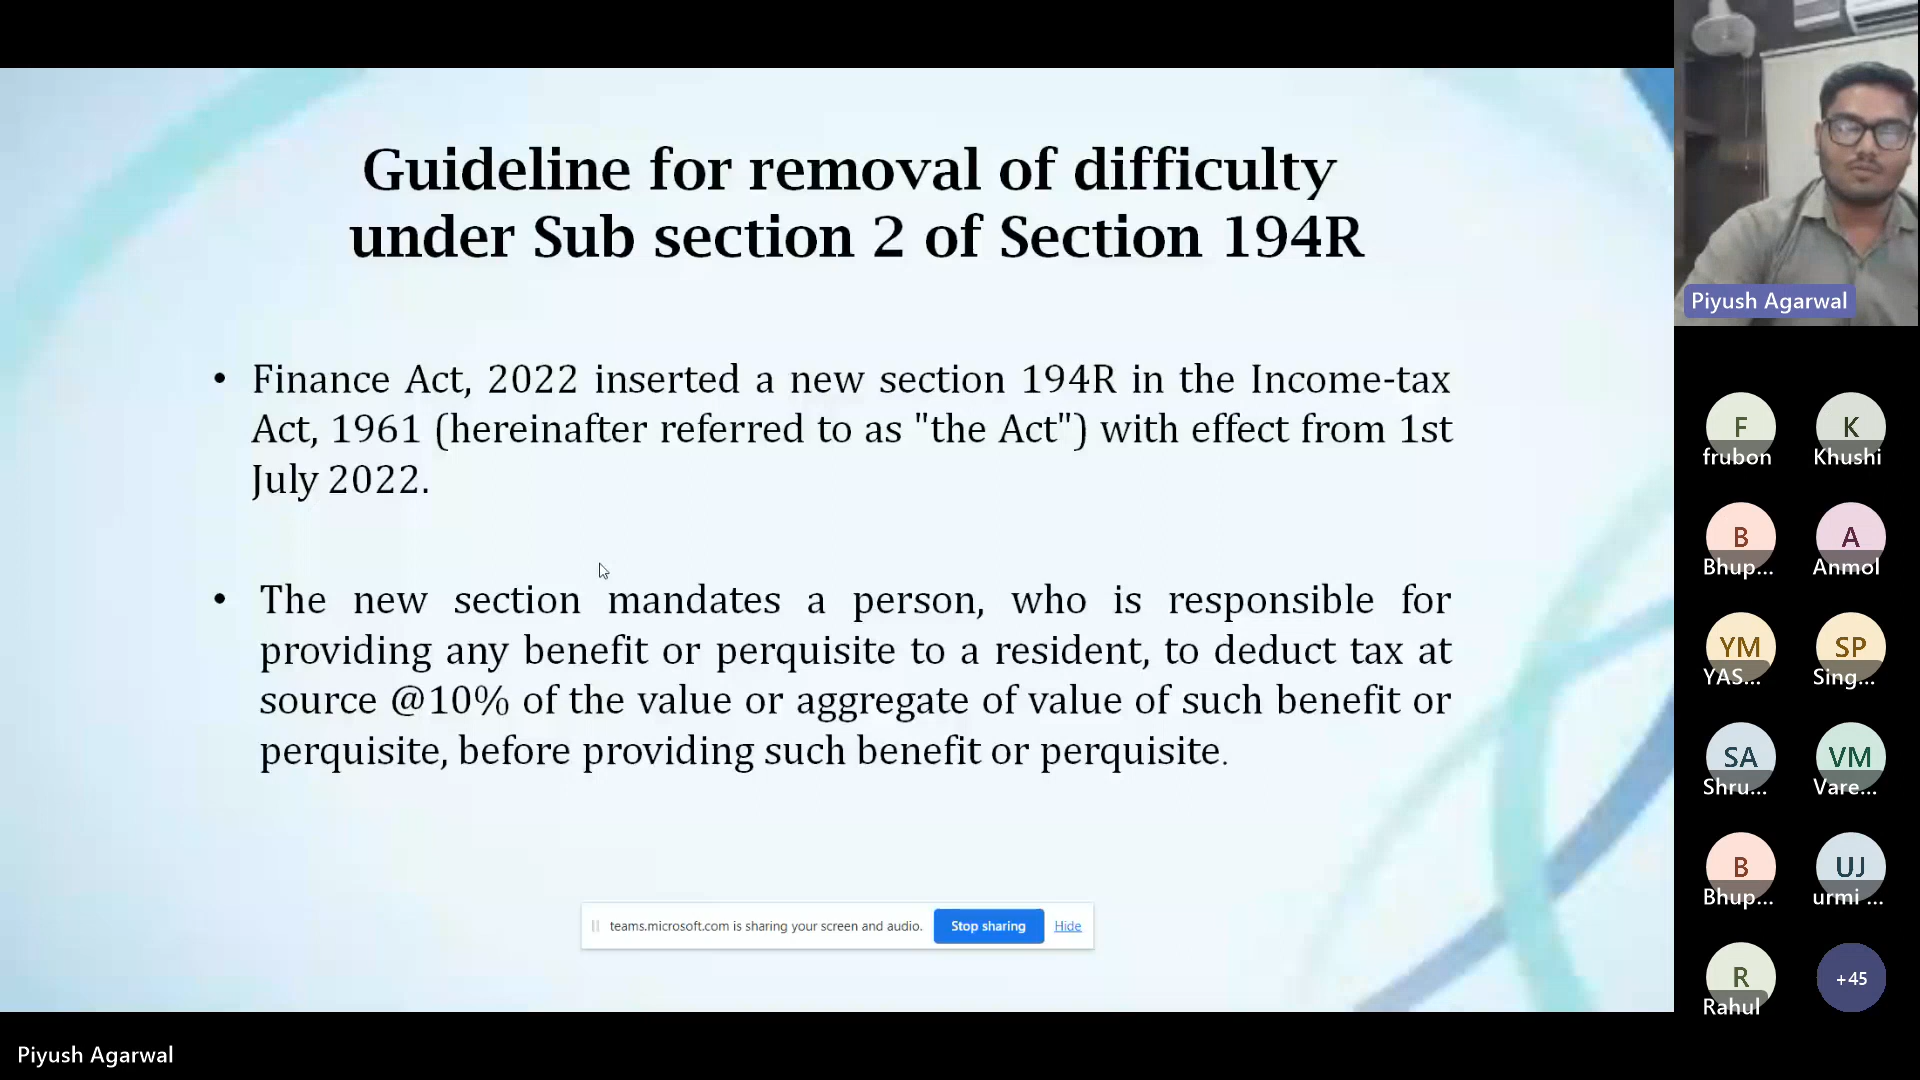 Guideline for removal of difficulty
under Sub section 2 of Section 194R
• Finance Act, 2022 inserted a new section 194R in the Income-tax
Act, 1961 (hereinafter referred to as "the Act") with effect from 1st
July 2022.
• The new section mandates a person, who is responsible for
providing any benefit or perquisite to a resident, to deduct tax at
source @10% of the value or aggregate of value of such benefit or
perquisite, before providing such benefit or perquisite.
teams.microsoft.com is sharing your screen and audio. Stop sharing Hide
Piyush Agarwal
F K
frubon Khushi
B A
Bhup... Anmol
YM SP
YAS... Sing...
SA VM
Shru... Vare...
B UJ
Bhup... urmi ...
R +45
Rahul
Piyush Agarwal